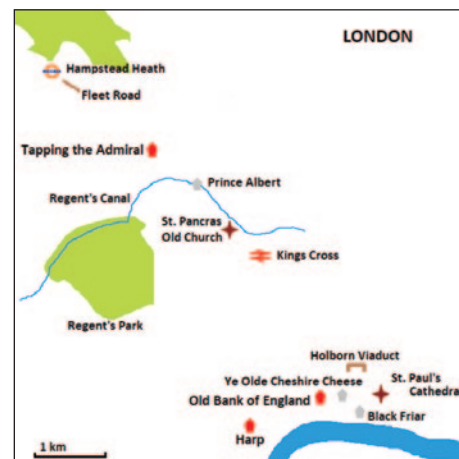 LONDON
Hampstead Heath
Fleet Road
Tapping the Admiral
Prince Albert
Regent's Canal
St. Pancras
Old Church
Kings Cross
Regent's Park
Holborn Viaduct
Ye Olde Cheshire Cheese
St. Paul's
Cathedra
Old Bank of England
Black Friar
Harp
1 km